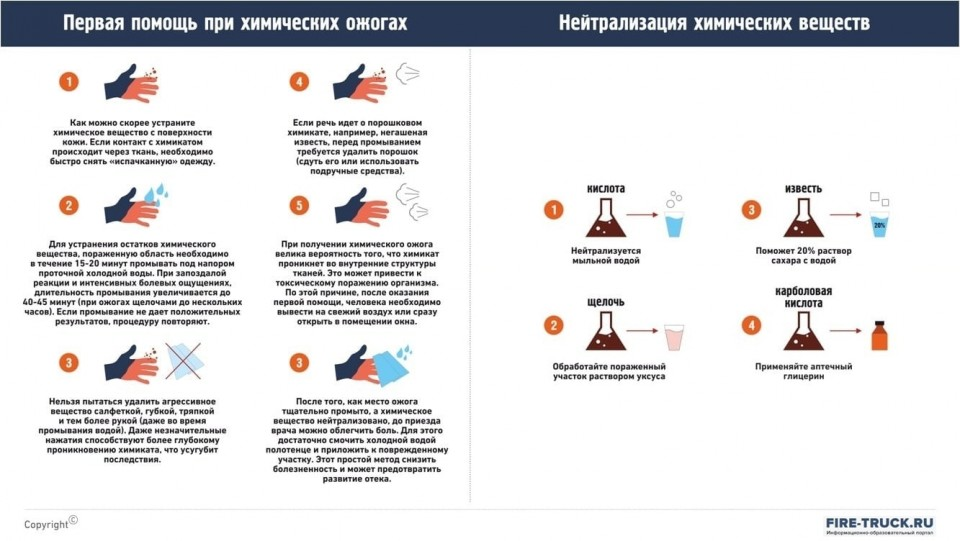 Первая помощь при химических ожогах
Нейтрализация химических веществ
1
Как можно скорее устраните
химическое вещество с поверхности
кожи. Если контакт с химикатом
происходит через ткань, необходимо
быстро снять «испачканную» одежду.
2
Для устранения остатков химического
вещества, пораженную область необходимо
в течение 15-20 минут промывать под напором
проточной холодной воды. При запоздалой
реакции и интенсивных болевых ощущениях,
длительность промывания увеличивается до
40-45 минут (при ожогах щелочами до нескольких
часов). Если промывание не дает положительных
результатов, процедуру повторяют.
3
Нельзя пытаться удалить агрессивное
вещество салфеткой, губкой, тряпкой
и тем более рукой (даже во время
промывания водой). Даже незначительные
нажатия способствуют более глубокому
проникновению химиката, что усугубит
последствия.
4
Если речь идет о порошковом
химикате, например, негашеная
известь, перед промыванием
требуется удалить порошок
(сдуть его или использовать
подручные средства).
5
При получении химического ожога
велика вероятность того, что химикат
проникнет во внутренние структуры
тканей. Это может привести к
токсическому поражению организма.
По этой причине, после оказания
первой помощи, человека необходимо
вывести на свежий воздух или сразу
открыть в помещении окна.
3
После того, как место ожога
тщательно промыто, а химическое
вещество нейтрализовано, до приезда
врача можно облегчить боль. Для этого
достаточно смочить холодной водой
полотенце и приложить к поврежденному
участку. Этот простой метод снизить
болезненность и может предотвратить
развитие отека.
1
кислота
Нейтрализуется
мыльной водой
2
щелочь
Обработайте пораженный
участок раствором уксуса
3
известь
20%
Поможет 20% раствор
сахара с водой
4
карболовая
кислота
Применяйте аптечный
глицерин
Copyright©
FIRE-TRUCK.RU
Информационно-образовательный портал